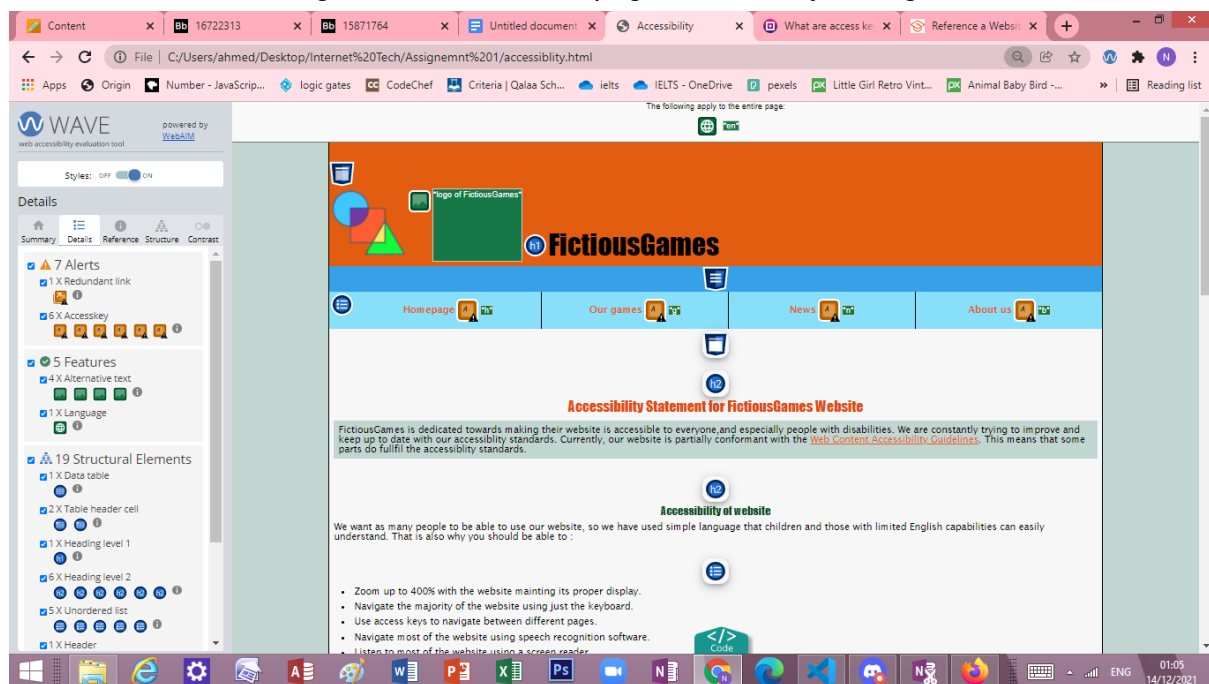 Content
16722313
15871764
Untitled document
Accessibility
What are access ke
Reference a Websit
File | C:/Users/ahmed/Desktop/Internet%20Tech/Assignemnt%201/accessiblity.html
N
Apps
Origin
Number - JavaScrip...
logic gates
CodeChef
Criteria | Qalaa Sch...
ielts
IELTS - OneDrive
pexels
Little Girl Retro Vint...
Animal Baby Bird -...
»
Reading list
WAVE
web accessibility evaluation tool
powered by
WebAIM
Styles: OFF ON
Details
Summary Details Reference Structure Contrast
7 Alerts
1 X Redundant link
6 X Accesskey
5 Features
4 X Alternative text
1 X Language
19 Structural Elements
1 X Data table
2 X Table header cell
1 X Heading level 1
6 X Heading level 2
5 X Unordered list
1 X Header
The following apply to the entire page:
"en"
"logo of FictiousGames"
h1 FictiousGames
Homepage "h"
Our games "g"
News "n"
About us "b"
h2
Accessibility Statement for FictiousGames Website
FictiousGames is dedicated towards making their website is accessible to everyone,and especially people with disabilities. We are constantly trying to improve and
keep up to date with our accessiblity standards. Currently, our website is partially conformant with the Web Content Accessibility Guidelines. This means that some
parts do fullfil the accessiblity standards.
h2
Accessibility of website
We want as many people to be able to use our website, so we have used simple language that children and those with limited English capabilities can easily
understand. That is also why you should be able to :
• Zoom up to 400% with the website mainting its proper display.
• Navigate the majority of the website using just the keyboard.
• Use access keys to navigate between different pages.
• Navigate most of the website using speech recognition software.
• Listen to most of the website using a screen reader.
</>
Code
ENG
01:05
14/12/2021